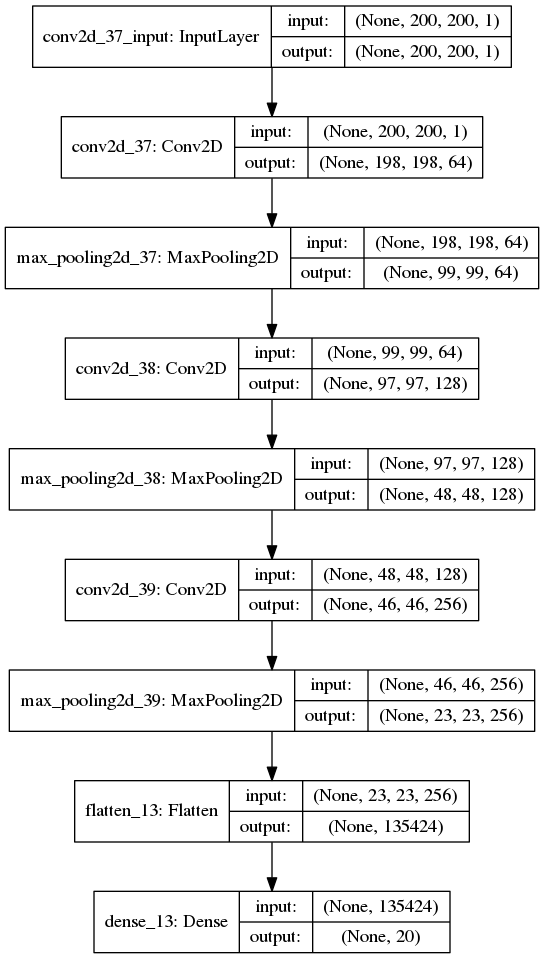 conv2d_37_input: InputLayer
input: (None, 200, 200, 1)
output: (None, 200, 200, 1)
conv2d_37: Conv2D
input: (None, 200, 200, 1)
output: (None, 198, 198, 64)
max_pooling2d_37: MaxPooling2D
input: (None, 198, 198, 64)
output: (None, 99, 99, 64)
conv2d_38: Conv2D
input: (None, 99, 99, 64)
output: (None, 97, 97, 128)
max_pooling2d_38: MaxPooling2D
input: (None, 97, 97, 128)
output: (None, 48, 48, 128)
conv2d_39: Conv2D
input: (None, 48, 48, 128)
output: (None, 46, 46, 256)
max_pooling2d_39: MaxPooling2D
input: (None, 46, 46, 256)
output: (None, 23, 23, 256)
flatten_13: Flatten
input: (None, 23, 23, 256)
output: (None, 135424)
dense_13: Dense
input: (None, 135424)
output: (None, 20)